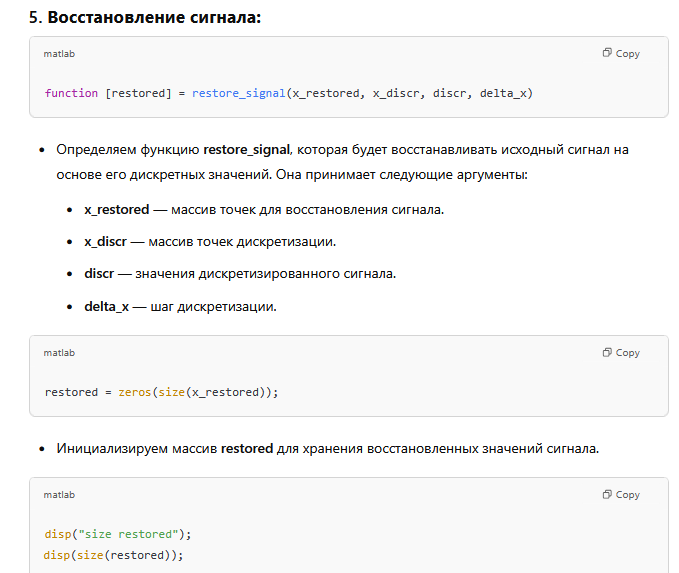 5. Восстановление сигнала:
matlab
Copy
function [restored] = restore_signal(x_restored, x_discr, discr, delta_x)
• Определяем функцию restore_signal, которая будет восстанавливать исходный сигнал на
основе его дискретных значений. Она принимает следующие аргументы:
• x_restored — массив точек для восстановления сигнала.
• x_discr — массив точек дискретизации.
• discr — значения дискретизированного сигнала.
• delta_x — шаг дискретизации.
matlab
Copy
restored = zeros(size(x_restored));
• Инициализируем массив restored для хранения восстановленных значений сигнала.
matlab
Copy
disp("size restored");
disp(size(restored));